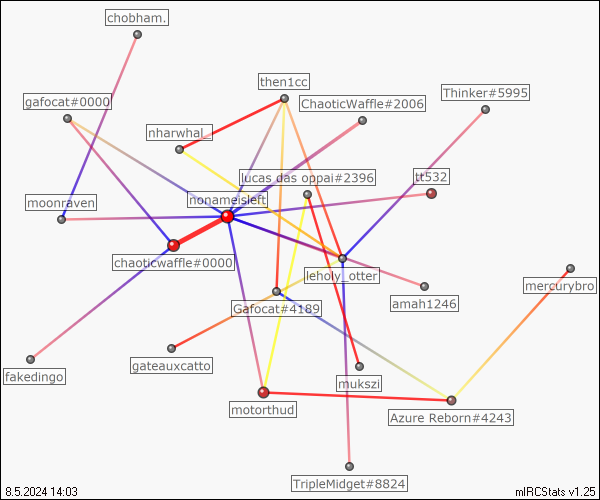 chobham.
then1cc
gafocat#0000
ChaoticWaffle#2006
Thinker#5995
nharwhal_
lucas das oppai#2396
tt532
moonraven
nonameisleft
chaoticwaffle#0000
leholy_otter
mercurybro
Gafocat#4189
amah1246
fakedingo
gateauxcatto
mukszi
motorthud
Azure Reborn#4243
TripleMidget#8824
8.5.2024 14:03
mIRCStats v1.25